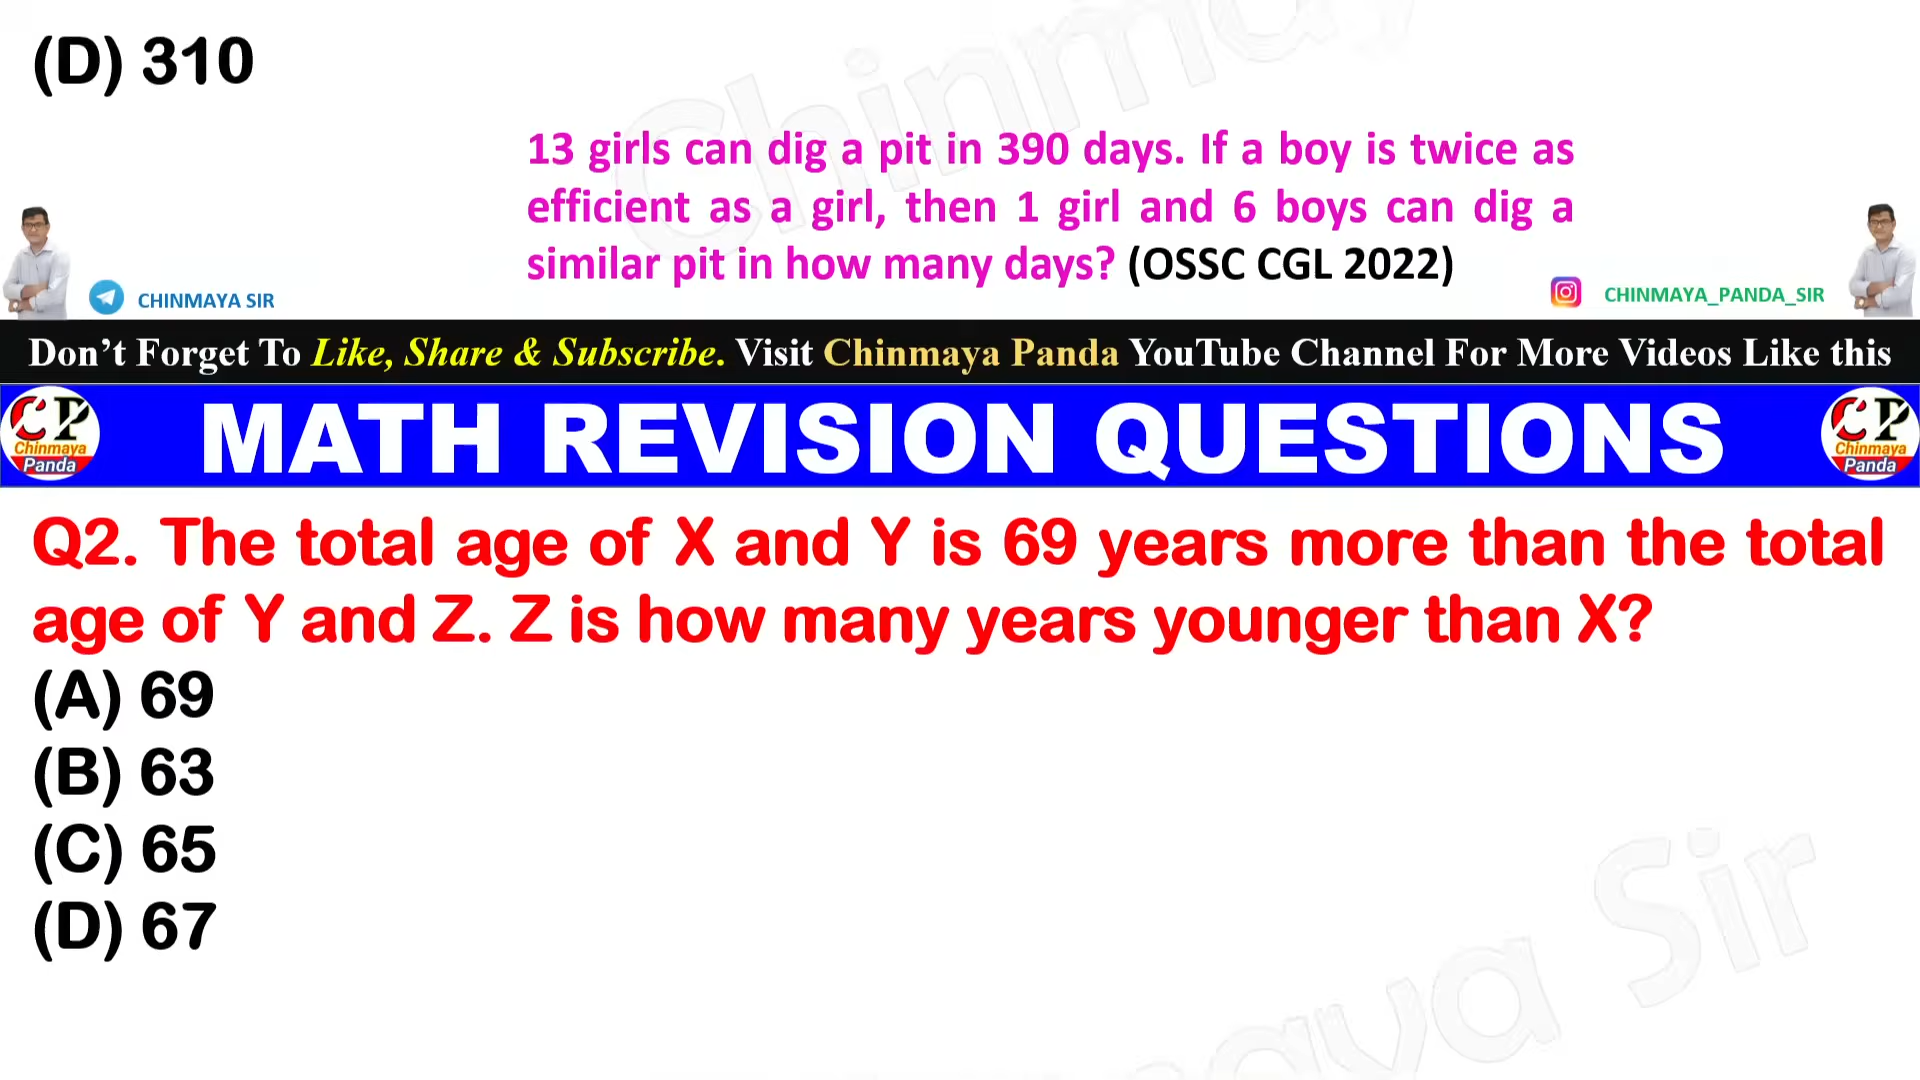 (D) 310
Chinmay
13 girls can dig a pit in 390 days. If a boy is twice as
efficient as a girl, then 1 girl and 6 boys can dig a
similar pit in how many days? (OSSC CGL 2022)
CHINMAYA SIR
CHINMAYA_PANDA_SIR
Don’t Forget To Like, Share & Subscribe. Visit Chinmaya Panda YouTube Channel For More Videos Like this
CP
Chinmaya
Panda
MATH REVISION QUESTIONS
CP
Chinmaya
Panda
Q2. The total age of X and Y is 69 years more than the total
age of Y and Z. Z is how many years younger than X?
(A) 69
(B) 63
(C) 65
(D) 67
aya Sir